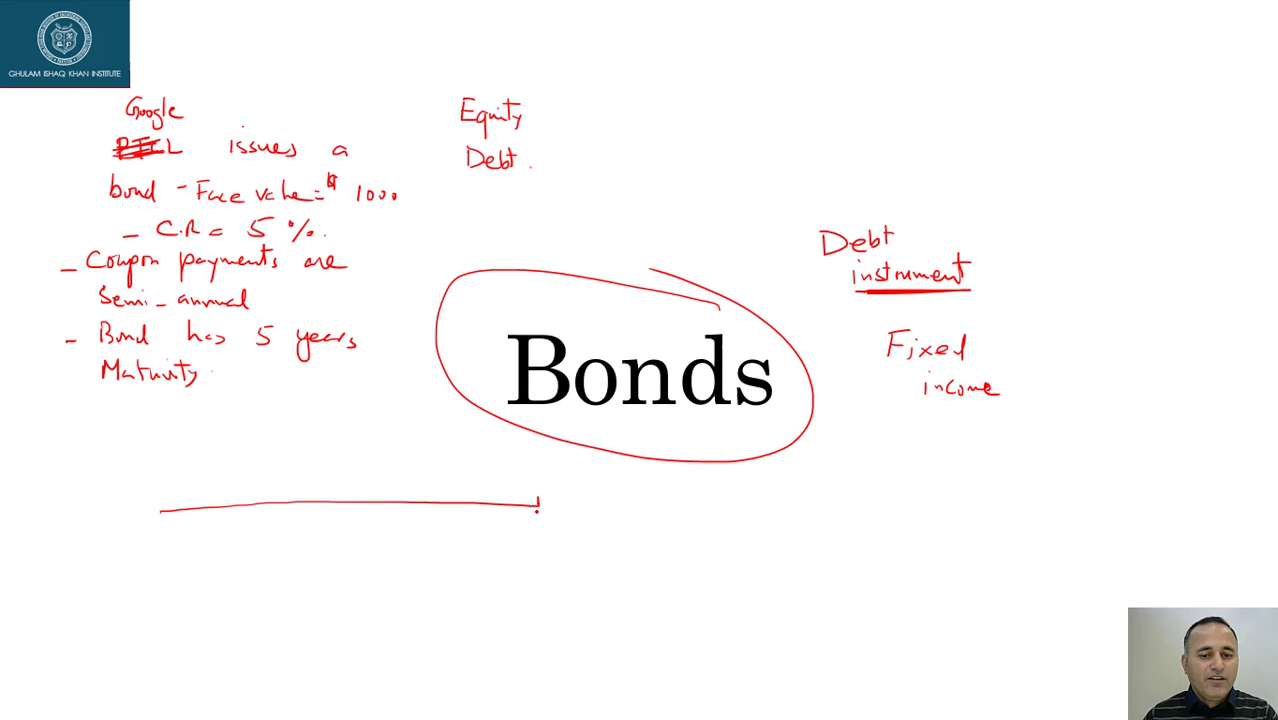 GHULAM ISHAQ KHAN INSTITUTE
Google
PTCL issues a
bond - Face value = $ 1000
- C.R = 5 %.
- Coupon payments are
Semi-annual
- Bond has 5 years
Maturity.
Equity
Debt.
Debt
instrument
Fixed
income
Bonds